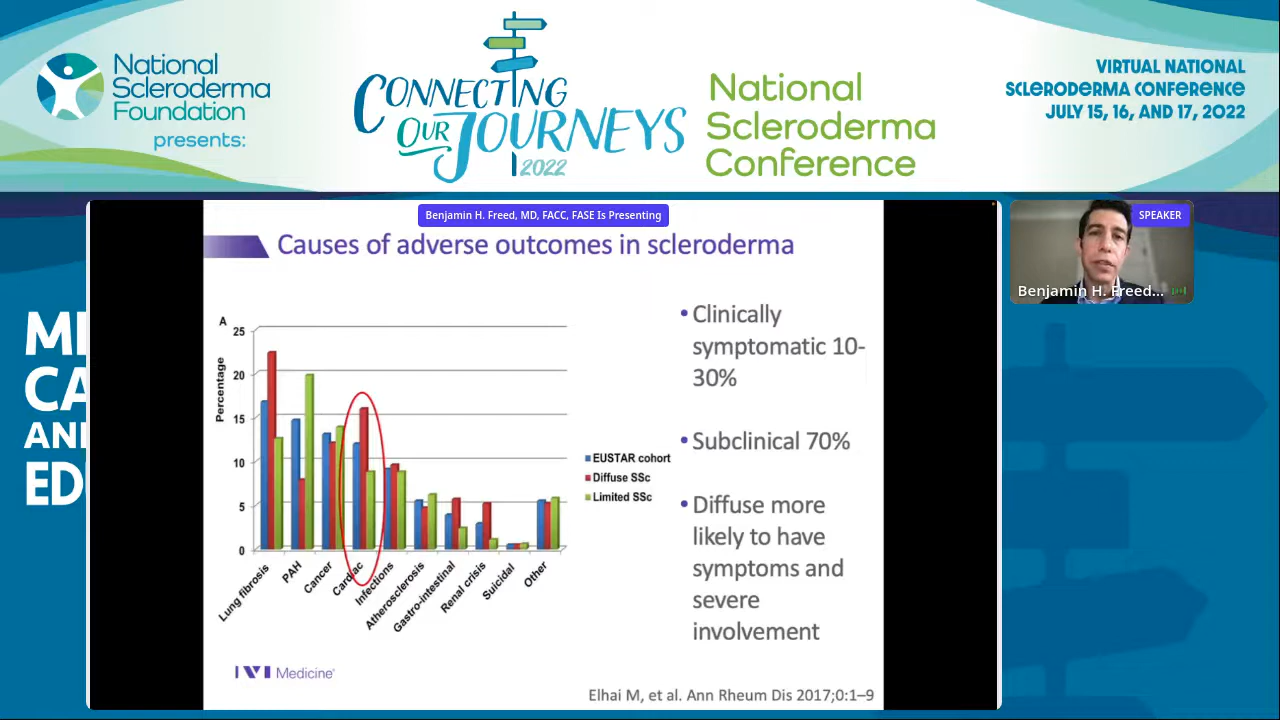 National
Scleroderma
Foundation
presents:
CONNECTING
OUR JOURNEYS
2022
National
Scleroderma
Conference
VIRTUAL NATIONAL
SCLERODERMA CONFERENCE
JULY 15, 16, AND 17, 2022
Benjamin H. Freed, MD, FACC, FASE Is Presenting
SPEAKER
Benjamin H. Freed...
Causes of adverse outcomes in scleroderma
A
Percentage
25
20
15
10
5
0
Lung fibrosis
PAH
Cancer
Cardiac
Infections
Atherosclerosis
Gastro-intestinal
Renal crisis
Suicidal
Other
EUSTAR cohort
Diffuse SSc
Limited SSc
• Clinically
symptomatic 10-
30%
• Subclinical 70%
• Diffuse more
likely to have
symptoms and
severe
involvement
Medicine
Elhai M, et al. Ann Rheum Dis 2017;0:1–9
CA
AN
ED